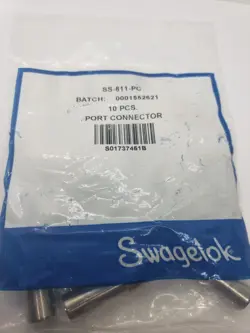 SS-811-PC
BATCH: 0001552621
10 PCS.
PORT CONNECTOR
S01737461B
Swagelok